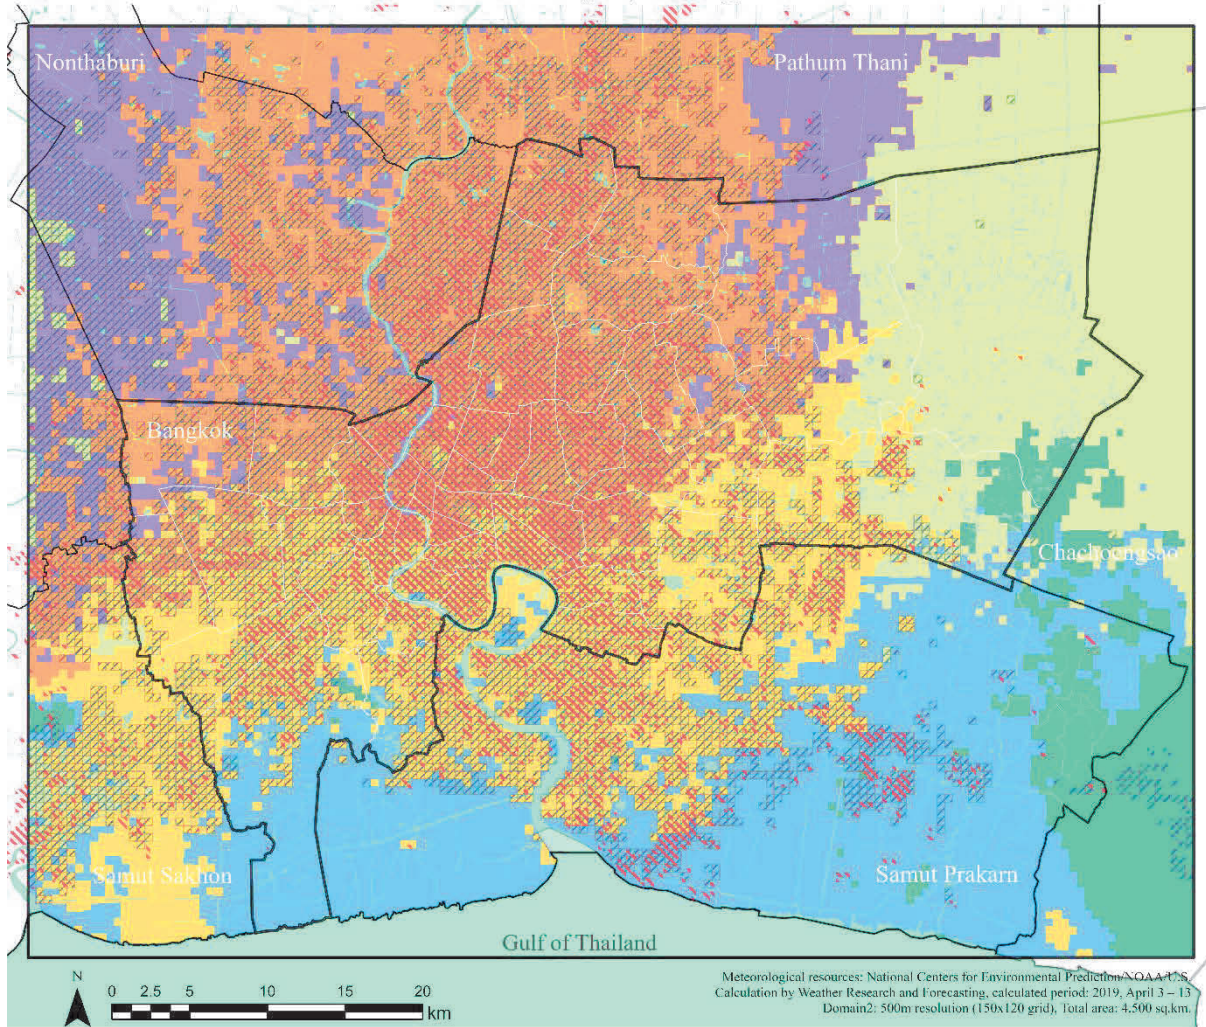 Nonthaburi
Pathum Thani
Bangkok
Chachoengsao
Samut Sakhon
Samut Prakarn
Gulf of Thailand
N
0 2.5 5 10 15 20
km
Meteorological resources: National Centers for Environmental Prediction/NOAA/U.S.
Calculation by Weather Research and Forecasting, calculated period: 2019, April 3 – 13
Domain2: 500m resolution (150x120 grid), Total area: 4.500 sq.km.